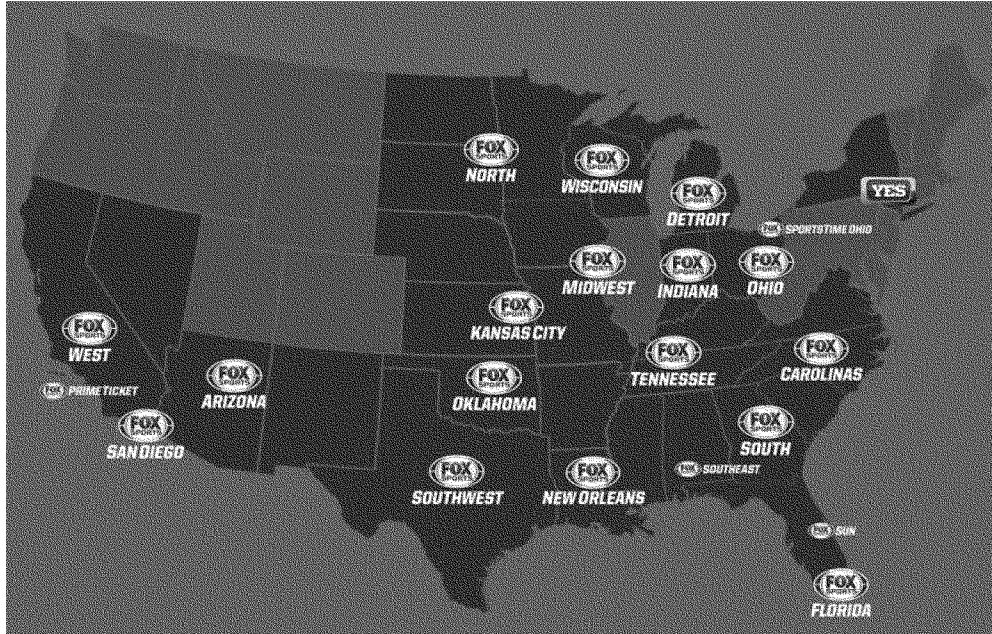 FOX
SPORTS
NORTH
FOX
SPORTS
WISCONSIN
FOX
SPORTS
DETROIT
YES
FOX SPORTSTIME OHIO
FOX
SPORTS
MIDWEST
FOX
SPORTS
INDIANA
FOX
SPORTS
OHIO
FOX
SPORTS
KANSAS CITY
FOX
SPORTS
WEST
FOX
SPORTS
TENNESSEE
FOX
SPORTS
CAROLINAS
FOX PRIME TICKET
FOX
SPORTS
ARIZONA
FOX
SPORTS
OKLAHOMA
FOX
SPORTS
SAN DIEGO
FOX
SPORTS
SOUTH
FOX
SPORTS
SOUTHWEST
FOX
SPORTS
NEW ORLEANS
FOX SOUTHEAST
FOX SUN
FOX
SPORTS
FLORIDA